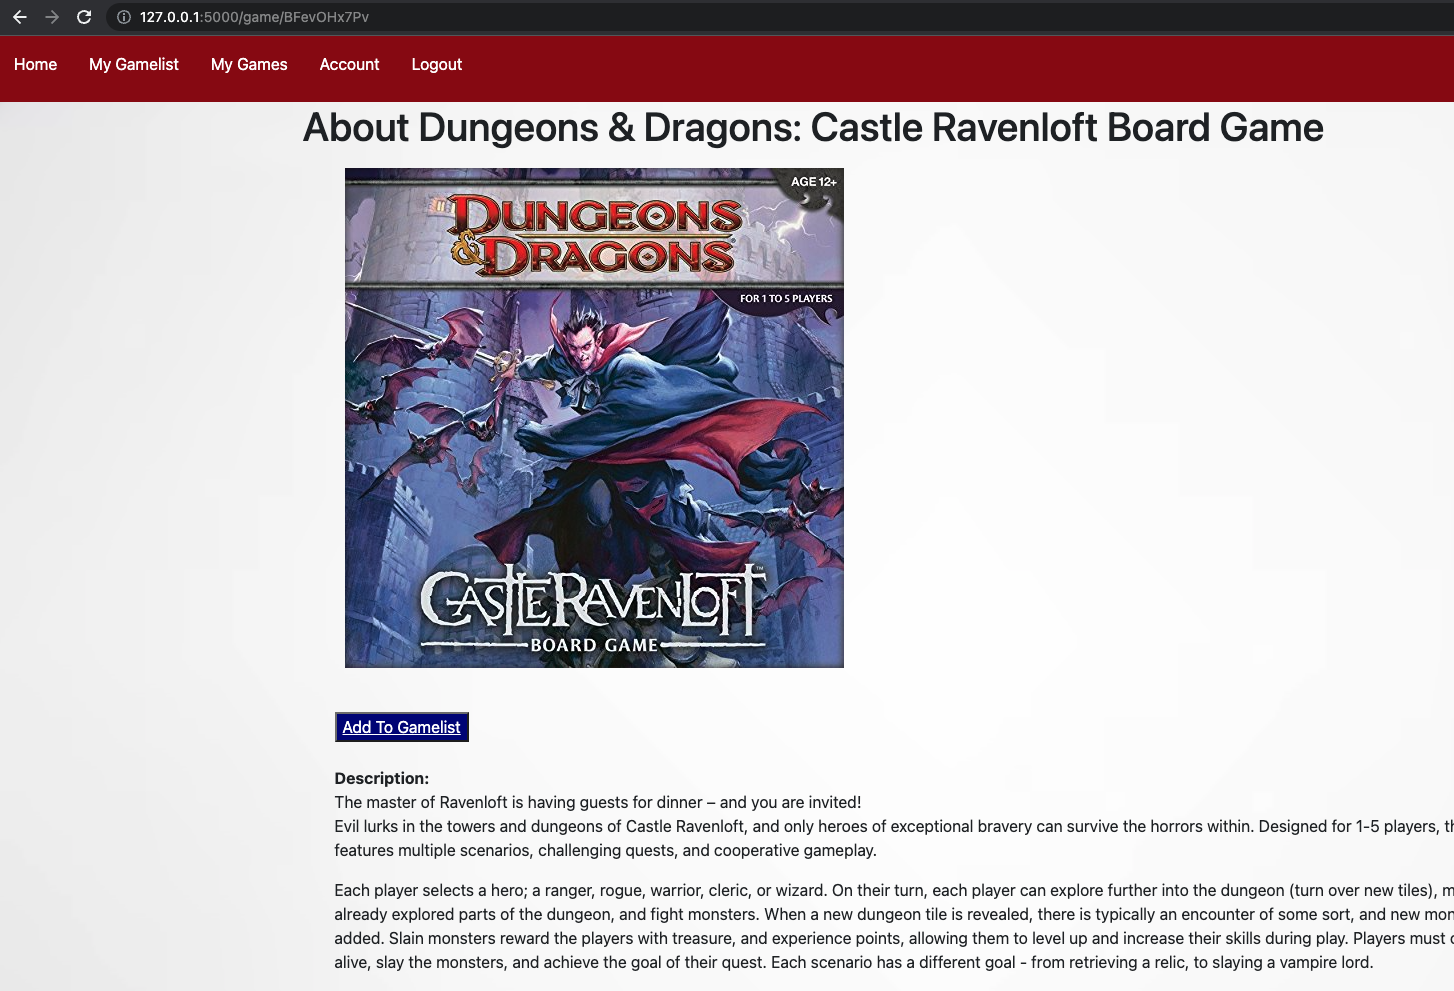 127.0.0.1:5000/game/BFevOHx7Pv
Home My Gamelist My Games Account Logout
About Dungeons & Dragons: Castle Ravenloft Board Game
AGE 12+
DUNGEONS
& DRAGONS®
FOR 1 TO 5 PLAYERS
CASTLE RAVENLOFT™
BOARD GAME
Add To Gamelist
Description:
The master of Ravenloft is having guests for dinner – and you are invited!
Evil lurks in the towers and dungeons of Castle Ravenloft, and only heroes of exceptional bravery can survive the horrors within. Designed for 1-5 players,
features multiple scenarios, challenging quests, and cooperative gameplay.
Each player selects a hero; a ranger, rogue, warrior, cleric, or wizard. On their turn, each player can explore further into the dungeon (turn over new tiles),
already explored parts of the dungeon, and fight monsters. When a new dungeon tile is revealed, there is typically an encounter of some sort, and new
added. Slain monsters reward the players with treasure, and experience points, allowing them to level up and increase their skills during play. Players must
alive, slay the monsters, and achieve the goal of their quest. Each scenario has a different goal - from retrieving a relic, to slaying a vampire lord.